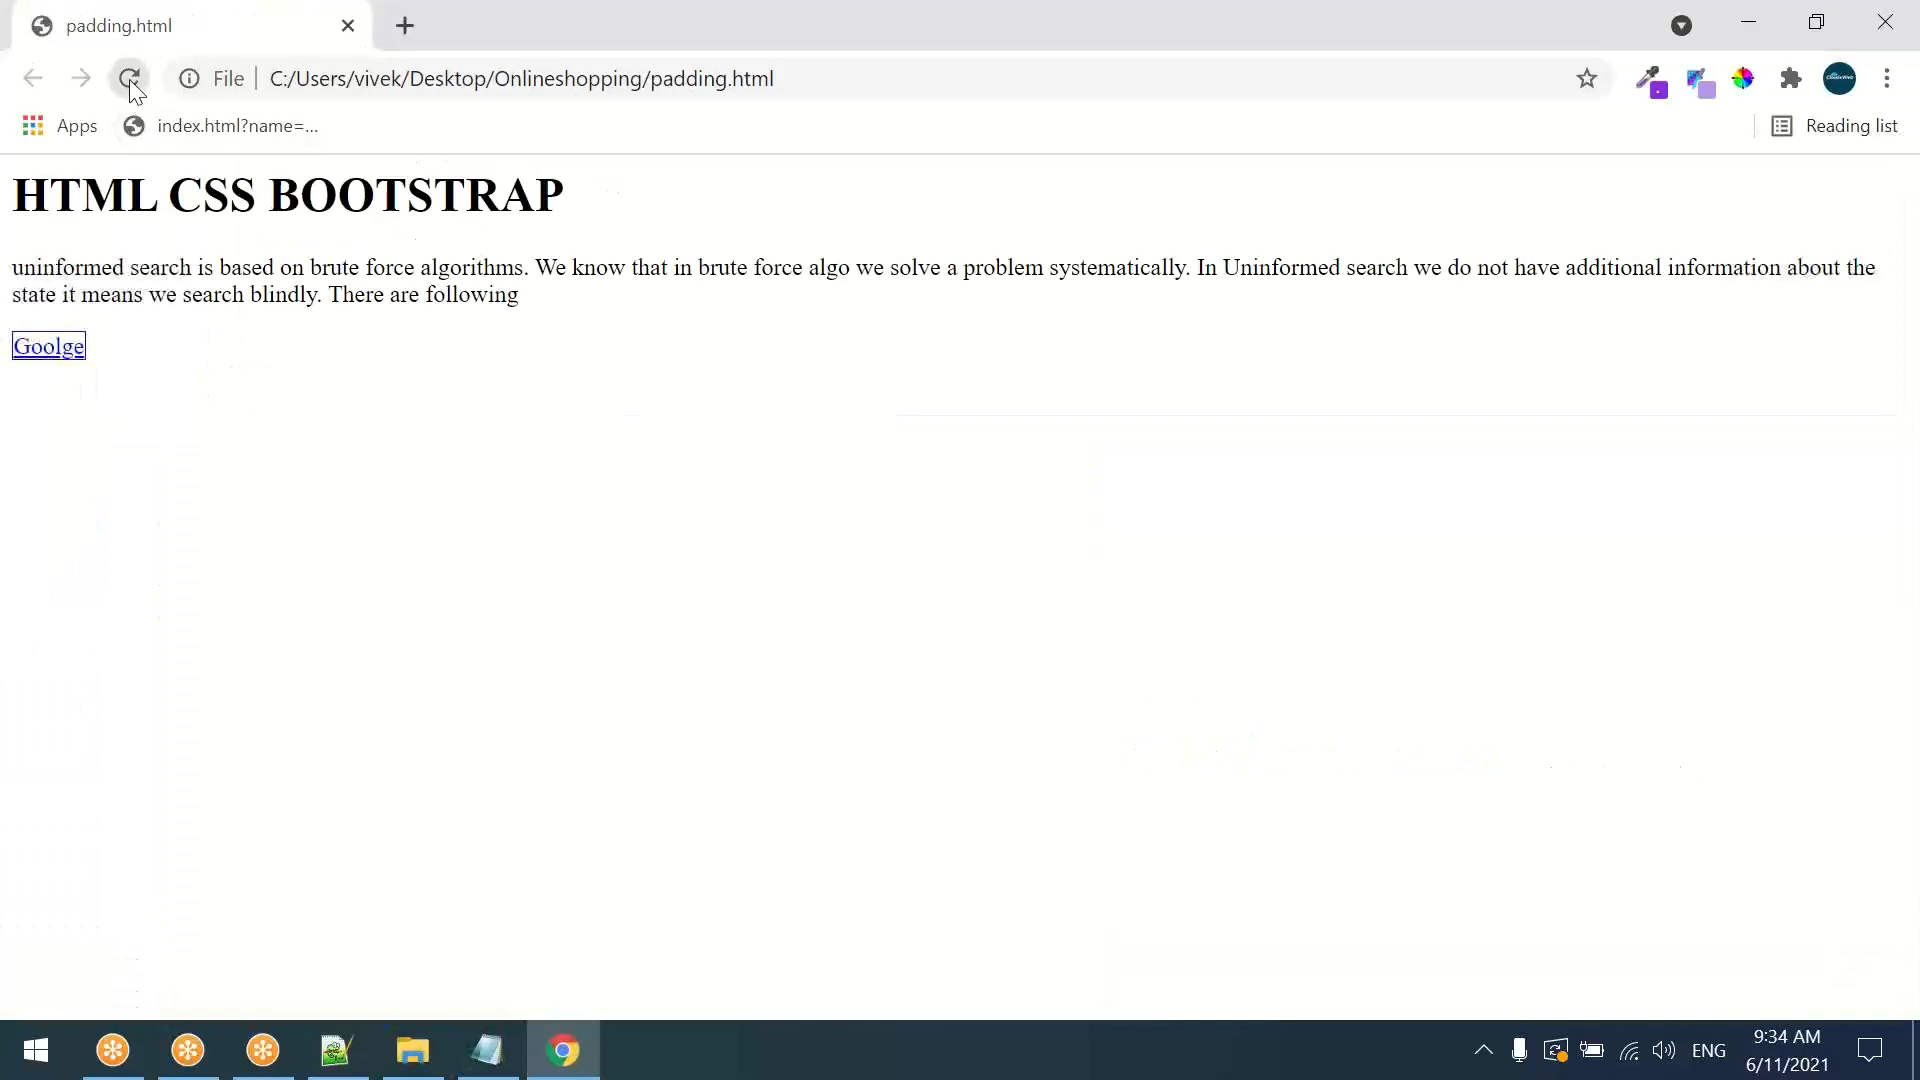 padding.html
File
C:/Users/vivek/Desktop/Onlineshopping/padding.html
Apps
index.html?name=...
Reading list
HTML CSS BOOTSTRAP
uninformed search is based on brute force algorithms. We know that in brute force algo we solve a problem systematically. In Uninformed search we do not have additional information about the
state it means we search blindly. There are following
Goolge
ENG
9:34 AM
6/11/2021